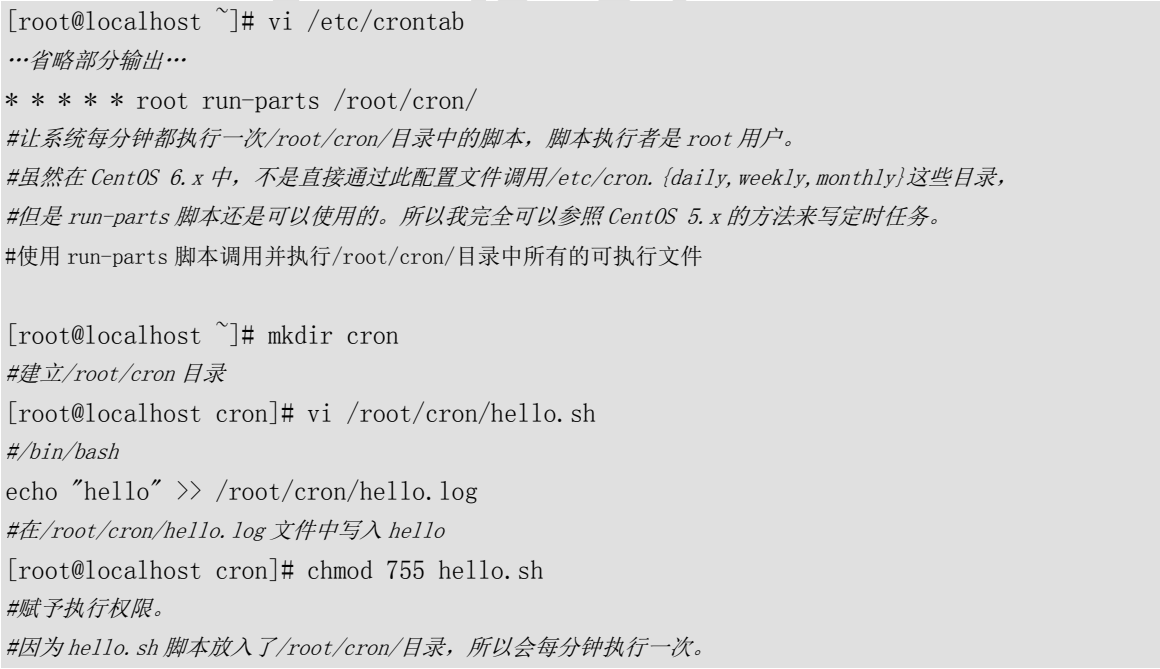 [root@localhost ~]# vi /etc/crontab
…省略部分输出…
* * * * * root run-parts /root/cron/
#让系统每分钟都执行一次/root/cron/目录中的脚本，脚本执行者是 root 用户。
#虽然在 CentOS 6.x 中，不是直接通过此配置文件调用/etc/cron.{daily,weekly,monthly}这些目录，
#但是 run-parts 脚本还是可以使用的。所以我完全可以参照 CentOS 5.x 的方法来写定时任务。
#使用 run-parts 脚本调用并执行/root/cron/目录中所有的可执行文件
[root@localhost ~]# mkdir cron
#建立/root/cron 目录
[root@localhost cron]# vi /root/cron/hello.sh
#/bin/bash
echo "hello" >> /root/cron/hello.log
#在/root/cron/hello.log 文件中写入 hello
[root@localhost cron]# chmod 755 hello.sh
#赋予执行权限。
#因为 hello.sh 脚本放入了/root/cron/目录，所以会每分钟执行一次。